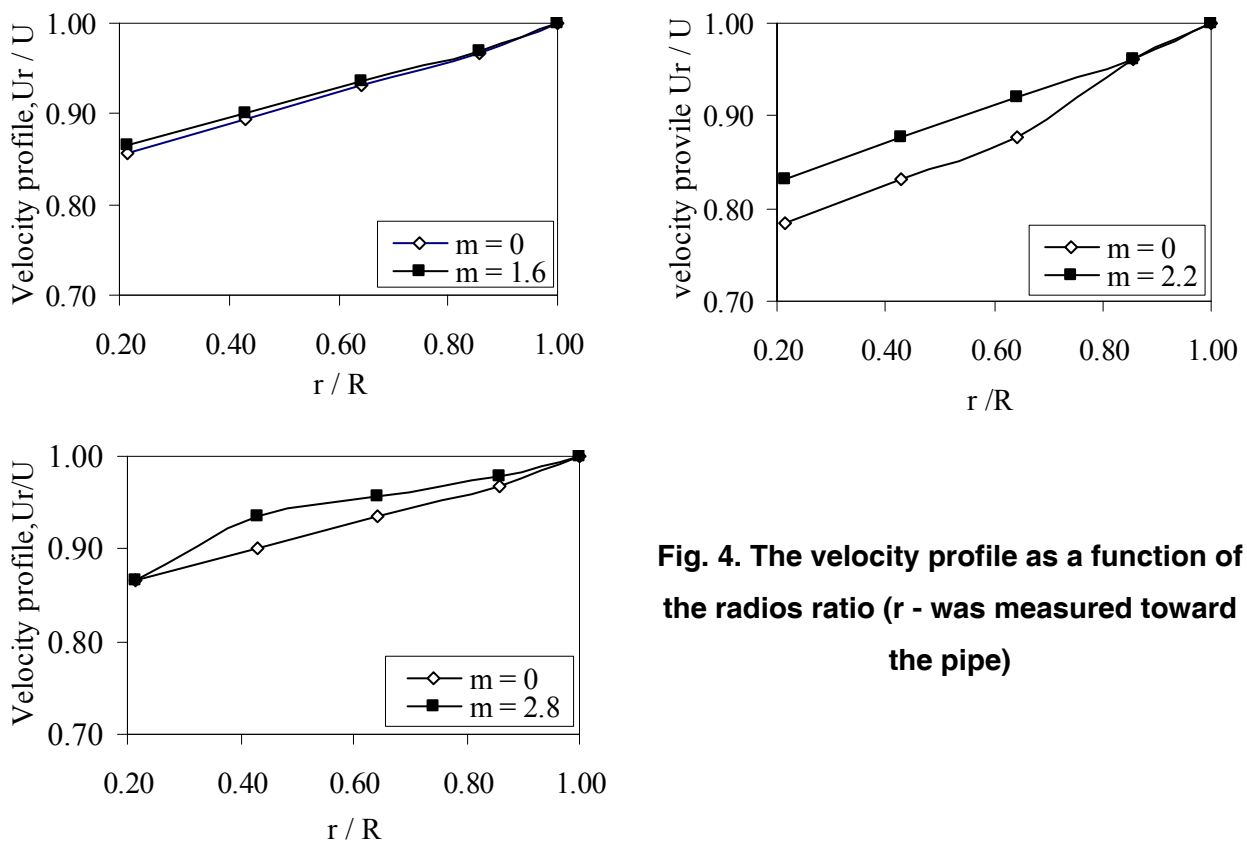 Velocity profile,Ur / U
1.00
0.90
0.80
0.70
m = 0
m = 1.6
0.20 0.40 0.60 0.80 1.00
r / R
velocity provile Ur / U
1.00
0.90
0.80
0.70
m = 0
m = 2.2
0.20 0.40 0.60 0.80 1.00
r /R
Velocity profile,Ur/U
1.00
0.90
0.80
0.70
m = 0
m = 2.8
0.20 0.40 0.60 0.80 1.00
r / R
Fig. 4. The velocity profile as a function of
the radios ratio (r - was measured toward
the pipe)